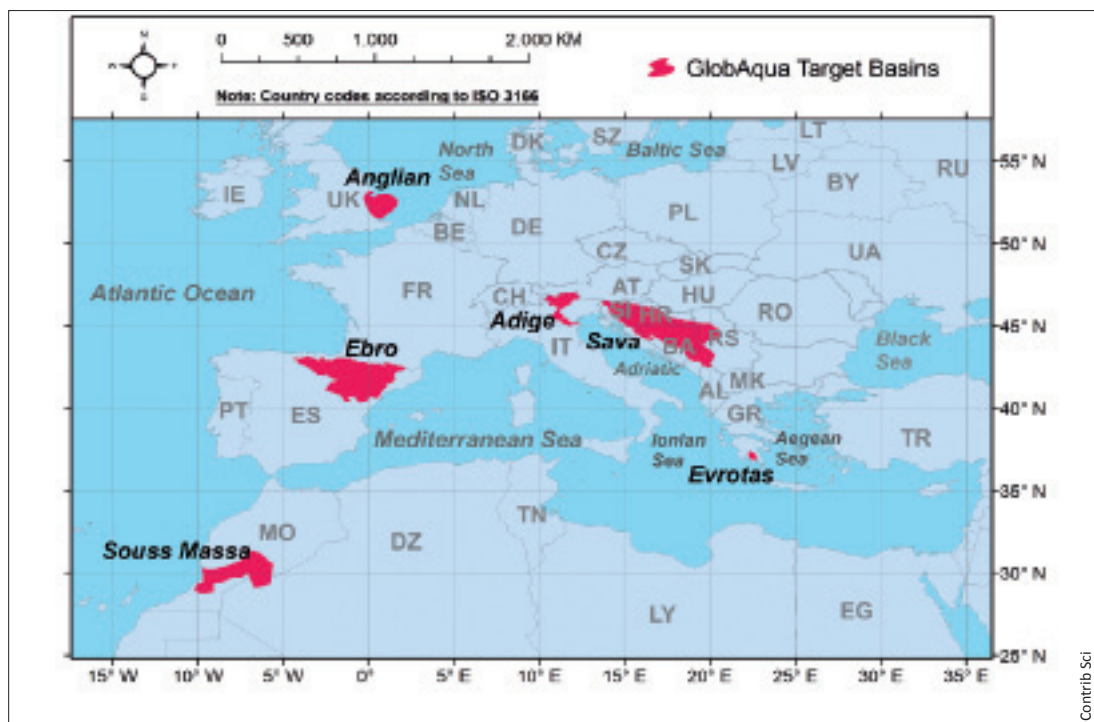 0 500 1.000 2.000 KM
GlobAqua Target Basins
Note: Country codes according to ISO 3166
North
Sea
DK
SZ
Baltic Sea
LT
LV
RU
55° N
IE
UK
Anglian
NL
BE
DE
PL
BY
50° N
CZ
SK
UA
Atlantic Ocean
FR
CH
AT
HU
RO
Adige
SI
HR
45° N
Ebro
IT
Sava
BA
RS
Black
Sea
Adriatic
AL
MK
PT
ES
GR
40° N
Mediterranean Sea
Ionian
Sea
Aegean
Sea
TR
Evrotas
35° N
MO
DZ
TN
Souss Massa
30° N
LY
EG
25° N
15° W 10° W 5° W 0° 5° E 10° E 15° E 20° E 25° E 30° E 35° E
Contrib Sci